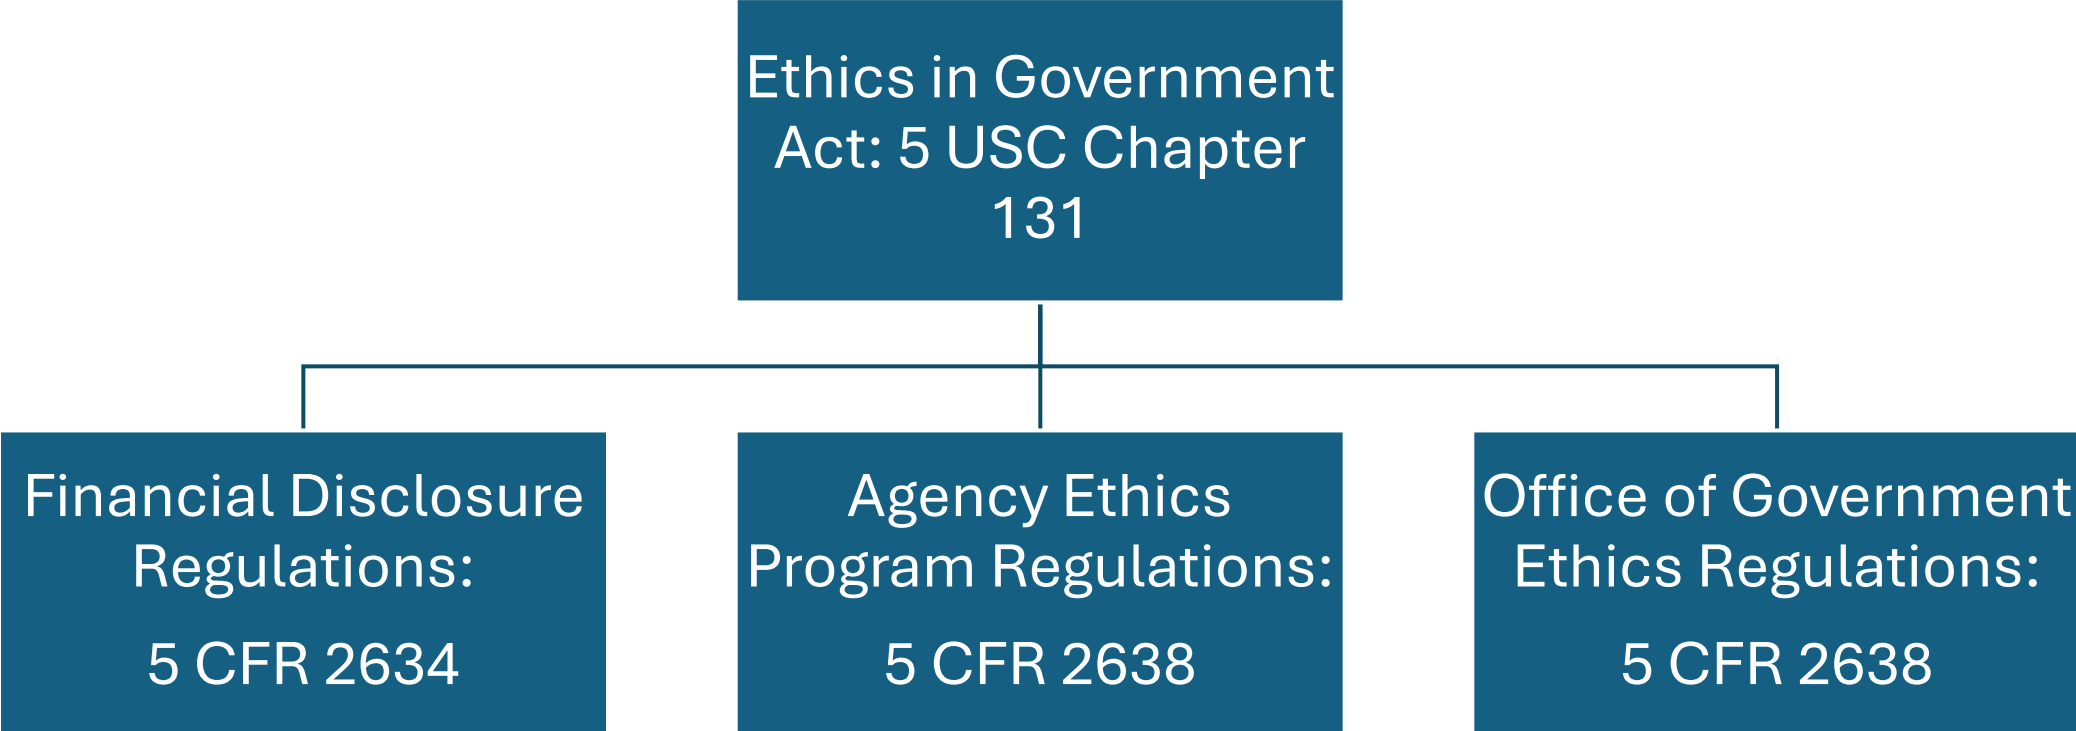 Ethics in Government
Act: 5 USC Chapter
131
Financial Disclosure
Regulations:
5 CFR 2634
Agency Ethics
Program Regulations:
5 CFR 2638
Office of Government
Ethics Regulations:
5 CFR 2638